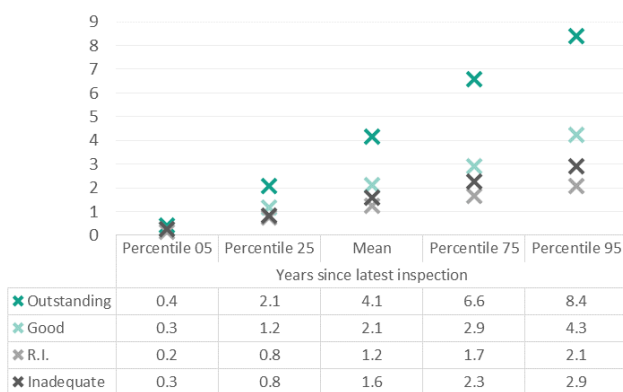 9
8
7
6
5
4
3
2
1
0
Percentile 05 Percentile 25 Mean Percentile 75 Percentile 95
Years since latest inspection
Outstanding 0.4 2.1 4.1 6.6 8.4
Good 0.3 1.2 2.1 2.9 4.3
R.I. 0.2 0.8 1.2 1.7 2.1
Inadequate 0.3 0.8 1.6 2.3 2.9